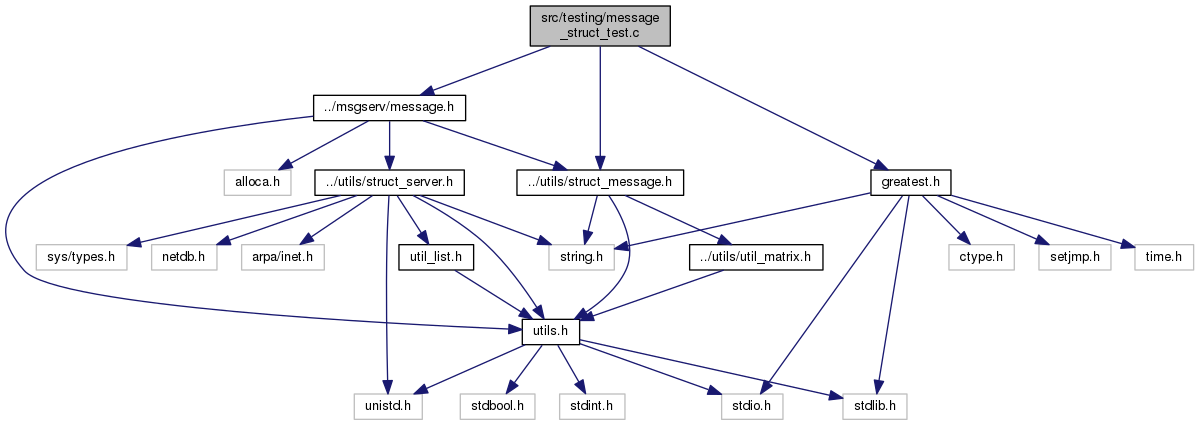 src/testing/message
_struct_test.c
../msgserv/message.h
alloca.h
../utils/struct_server.h
../utils/struct_message.h
greatest.h
sys/types.h
netdb.h
arpa/inet.h
util_list.h
string.h
../utils/util_matrix.h
ctype.h
setjmp.h
time.h
utils.h
unistd.h
stdbool.h
stdint.h
stdio.h
stdlib.h